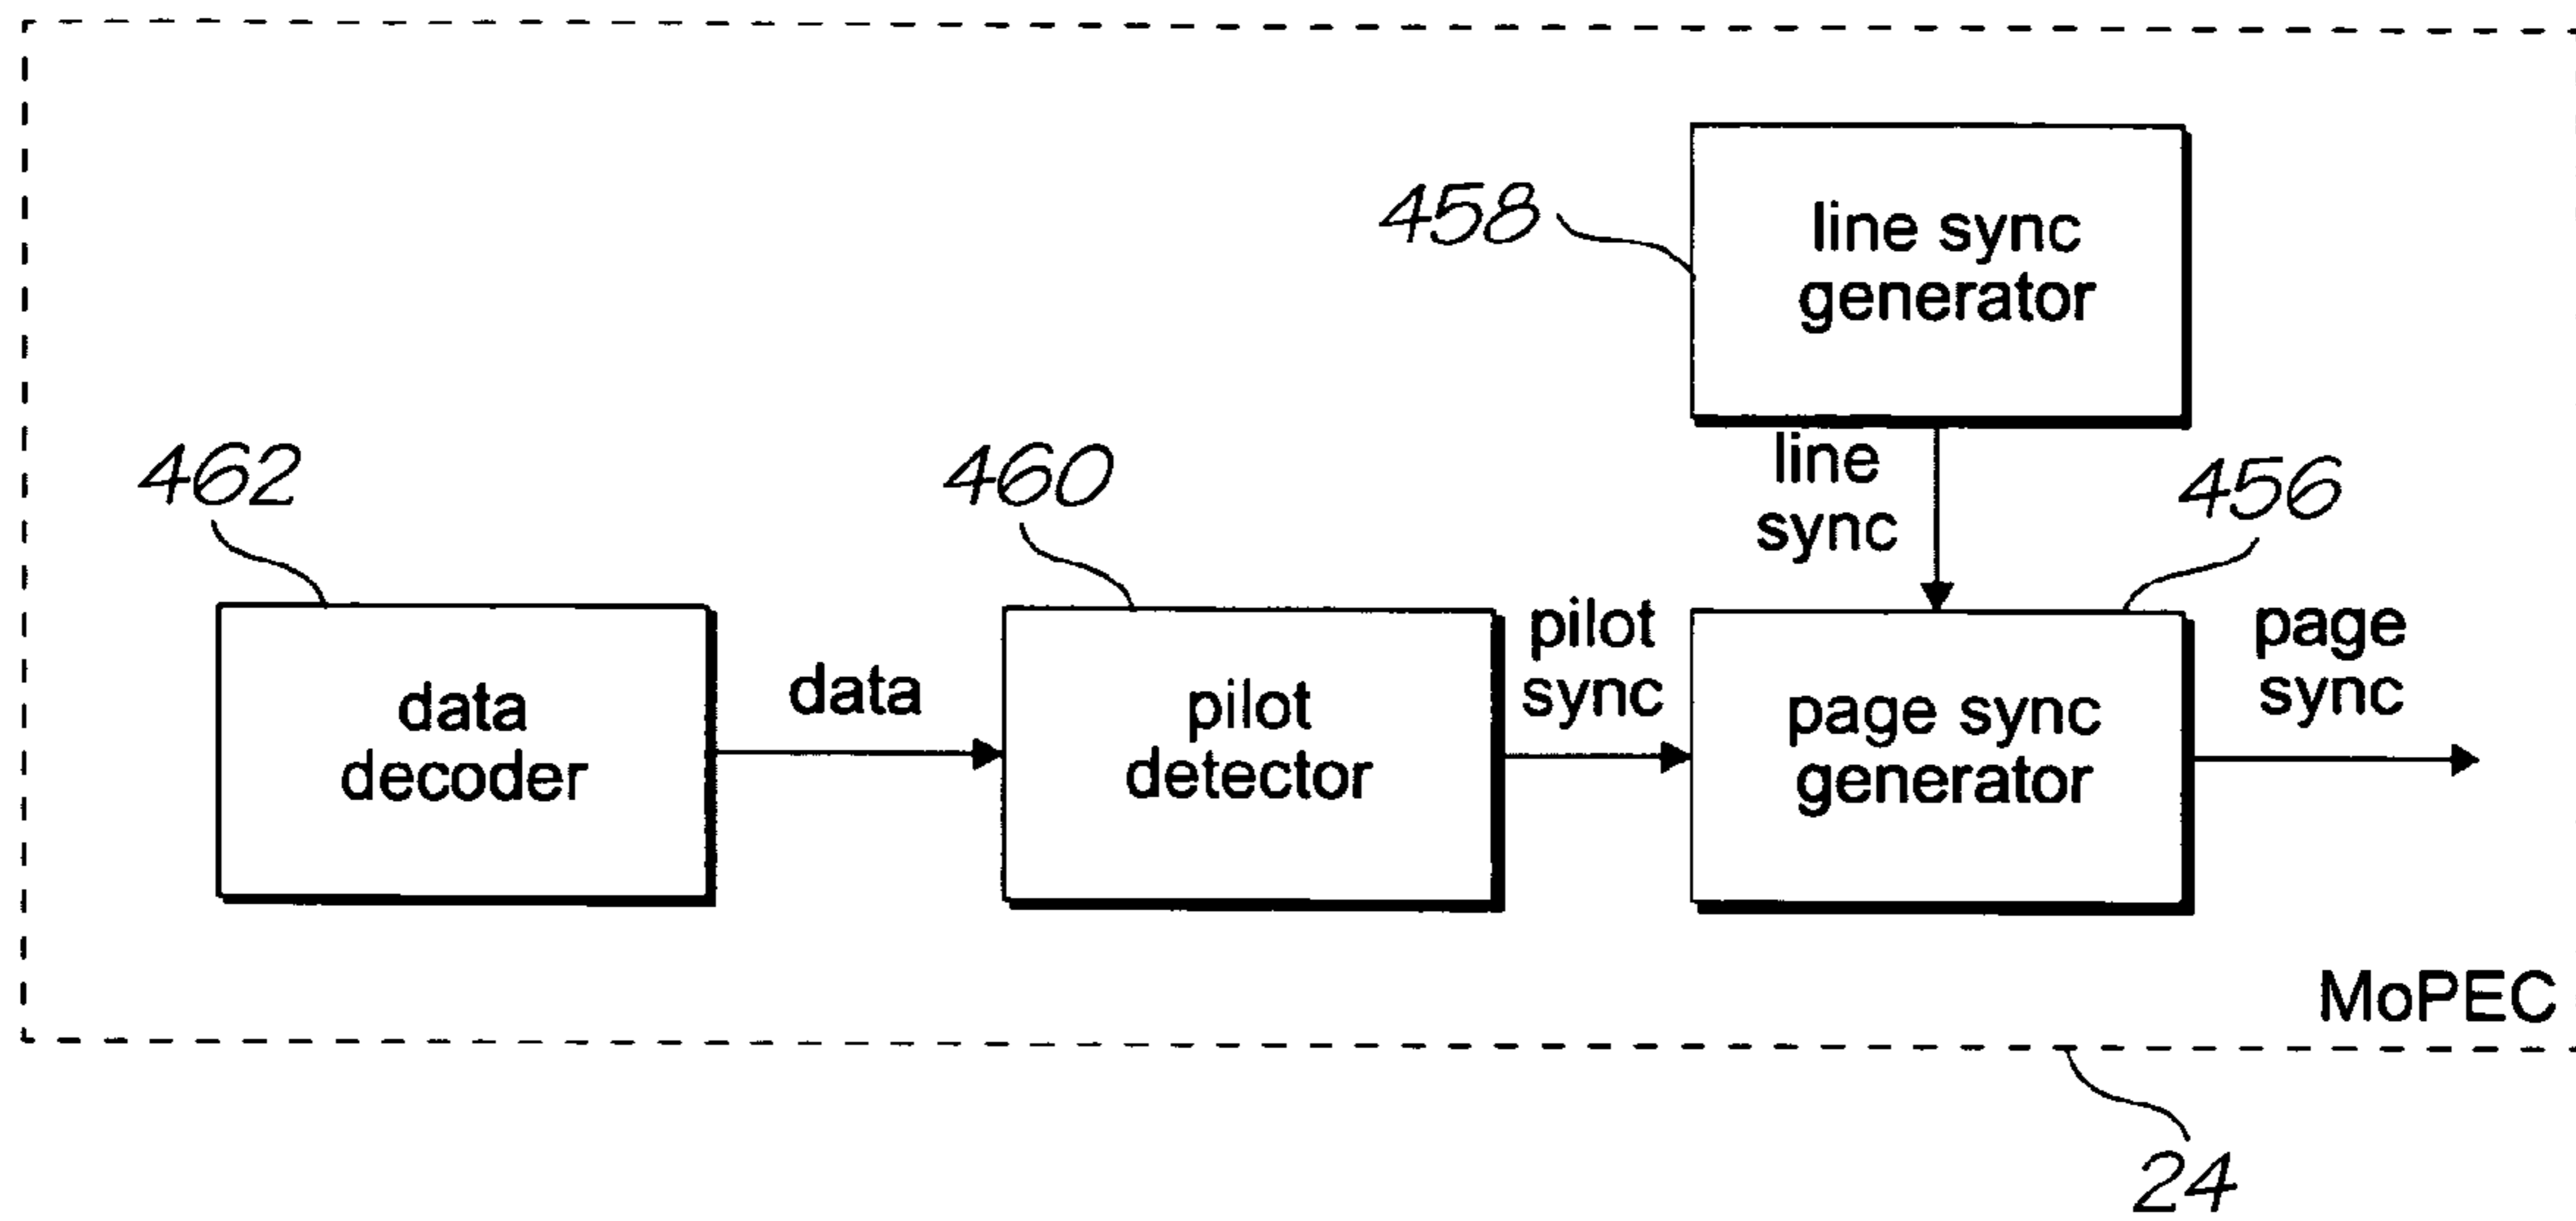 458
line sync
generator
line
sync
462
460
456
data
decoder
data
pilot
detector
pilot
sync
page sync
generator
page
sync
MoPEC
24